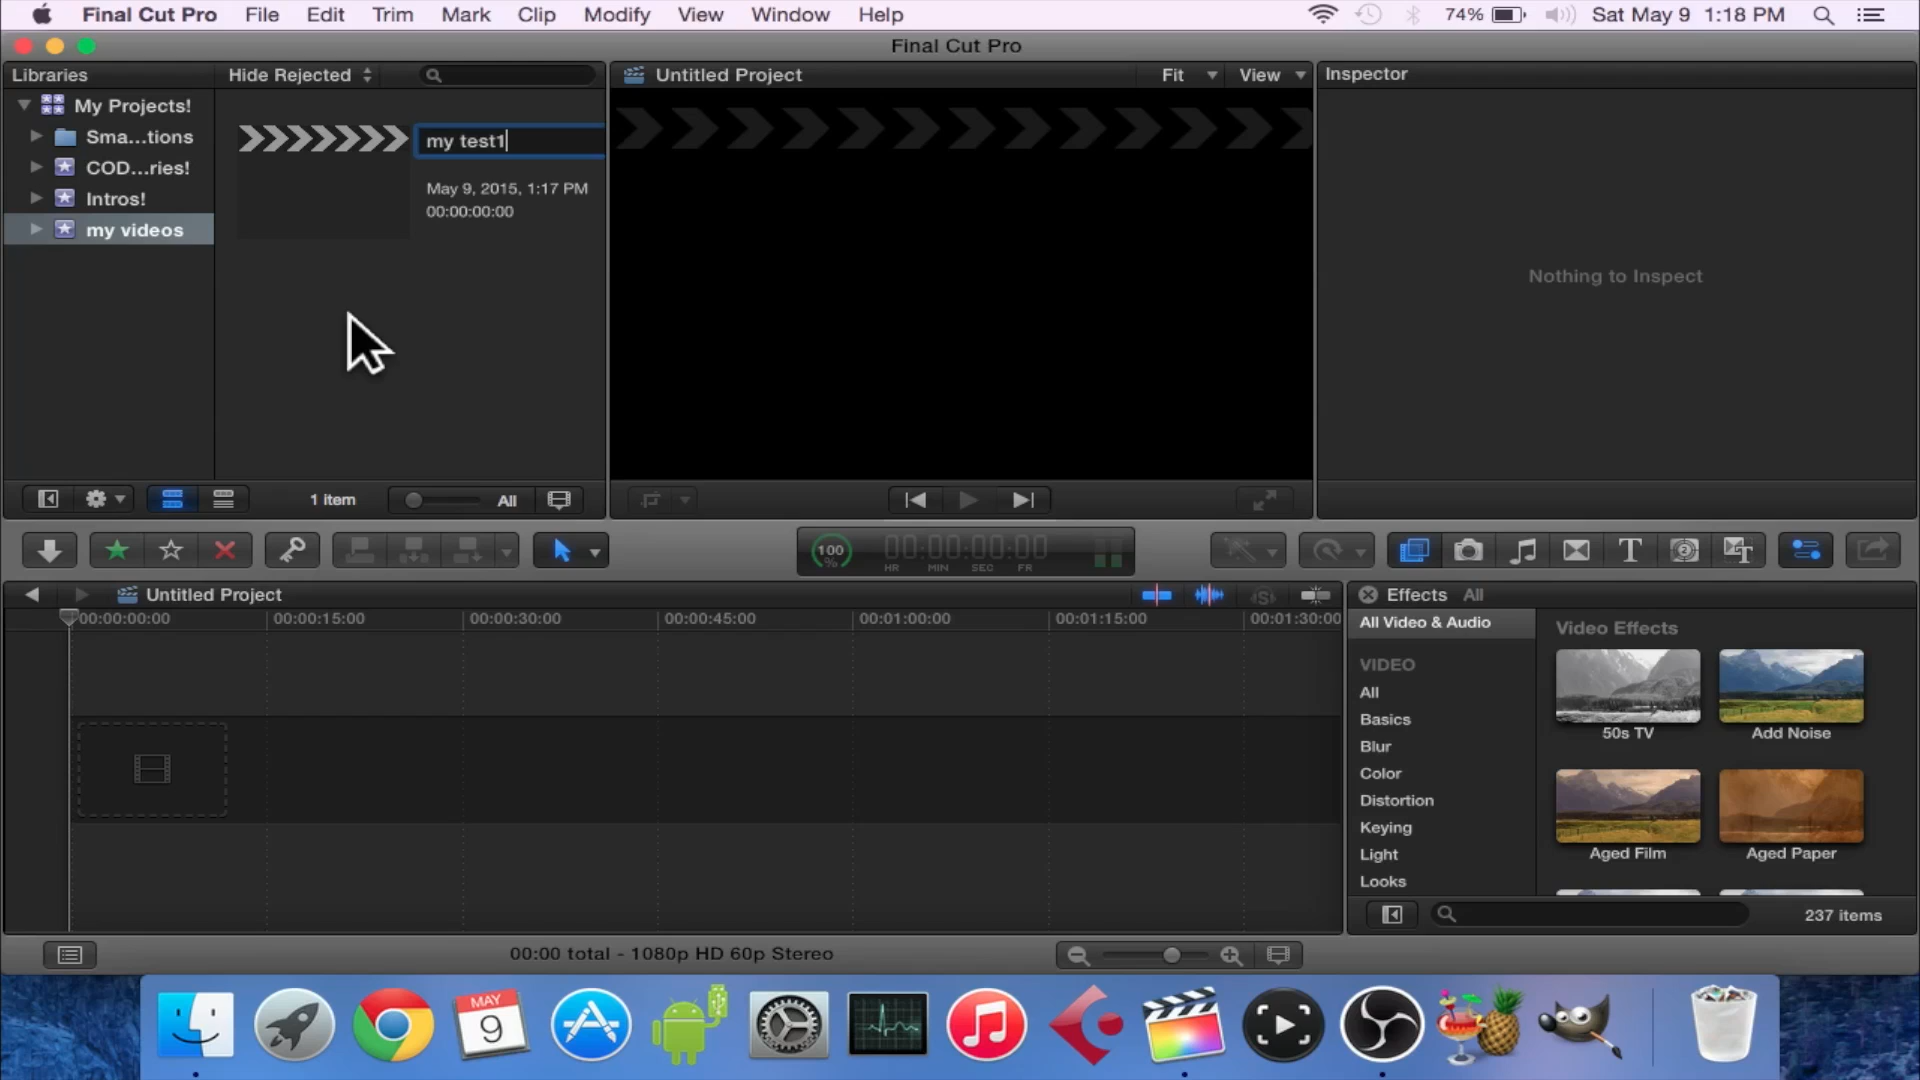 Final Cut Pro File Edit Trim Mark Clip Modify View Window Help 74% Sat May 9 1:18 PM
Final Cut Pro
Libraries Hide Rejected Untitled Project Fit View Inspector
My Projects!
Sma...tions
my test1
COD...ries!
May 9, 2015, 1:17 PM
Intros!
00:00:00:00
my videos
Nothing to Inspect
1 item All
100 % 00:00:00:00
HR MIN SEC FR
Untitled Project
Effects All
00:00:00:00 00:00:15:00 00:00:30:00 00:00:45:00 00:01:00:00 00:01:15:00 00:01:30:00
All Video & Audio
Video Effects
VIDEO
All
Basics
50s TV Add Noise
Blur
Color
Distortion
Keying
Light
Aged Film Aged Paper
Looks
237 items
00:00 total - 1080p HD 60p Stereo
MAY
9